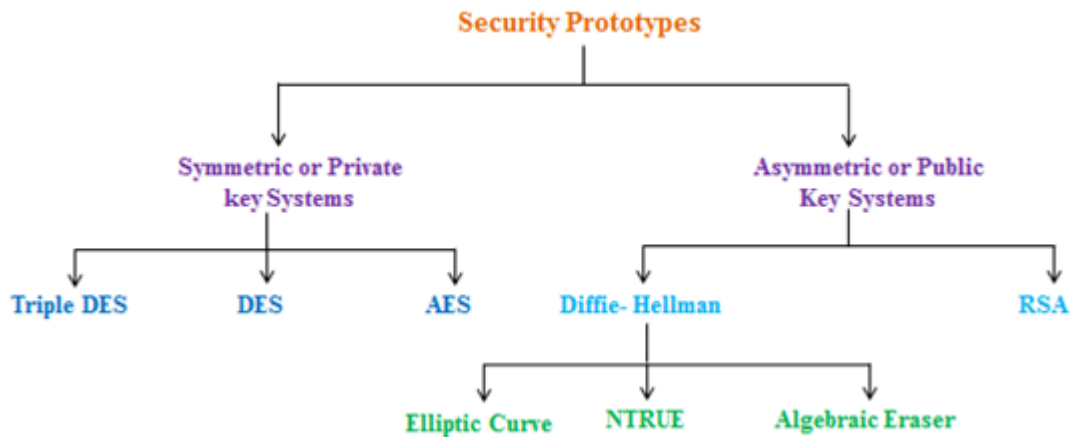 Security Prototypes
Symmetric or Private
key Systems
Asymmetric or Public
Key Systems
Triple DES
DES
AES
Diffie- Hellman
RSA
Elliptic Curve
NTRUE
Algebraic Eraser